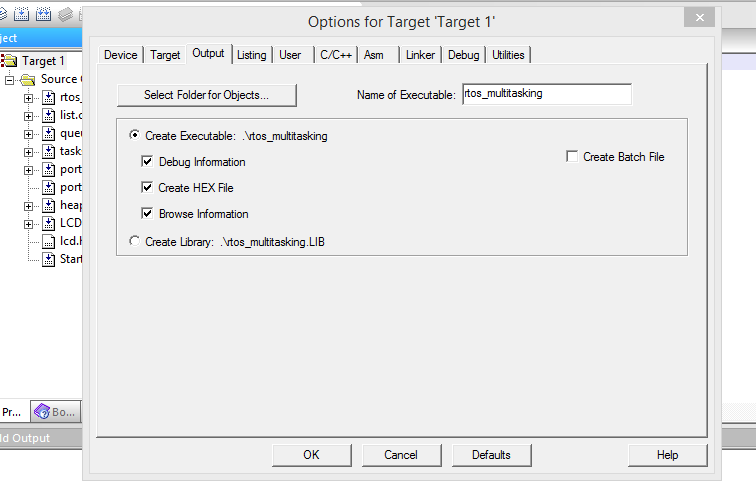 Options for Target 'Target 1'
ject
Device Target Output Listing User C/C++ Asm Linker Debug Utilities
Target 1
Source
rtos_
list.c
queu
tasks
port
port
heap
LCD
lcd.h
Start
Select Folder for Objects...
Name of Executable: rtos_multitasking
Create Executable: .\rtos_multitasking
Debug Information
Create Batch File
Create HEX File
Browse Information
Create Library: .\rtos_multitasking.LIB
Pr... Bo...
ld Output
OK Cancel Defaults Help